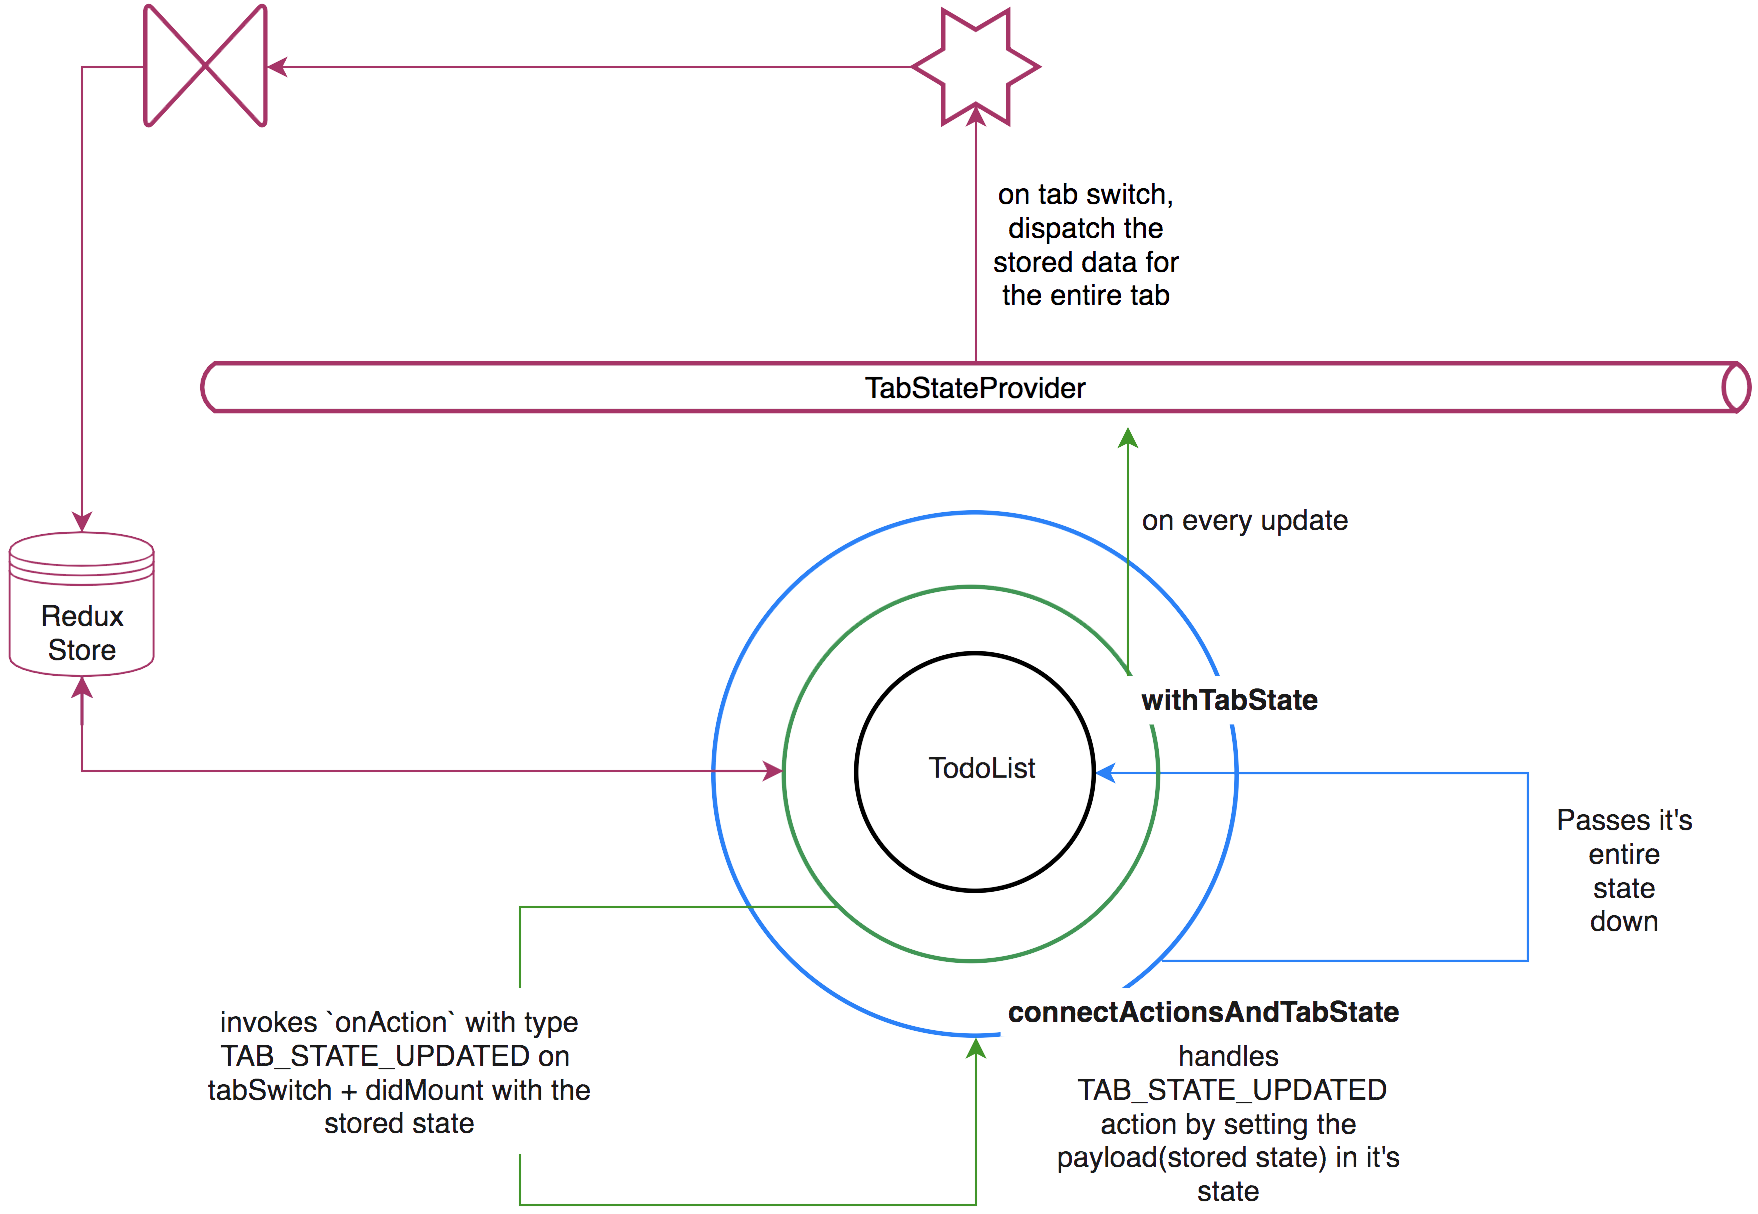 on tab switch,
dispatch the
stored data for
the entire tab
TabStateProvider
on every update
Redux
Store
withTabState
TodoList
Passes it's
entire
state
down
invokes `onAction` with type
TAB_STATE_UPDATED on
tabSwitch + didMount with the
stored state
connectActionsAndTabState
handles
TAB_STATE_UPDATED
action by setting the
payload(stored state) in it's
state